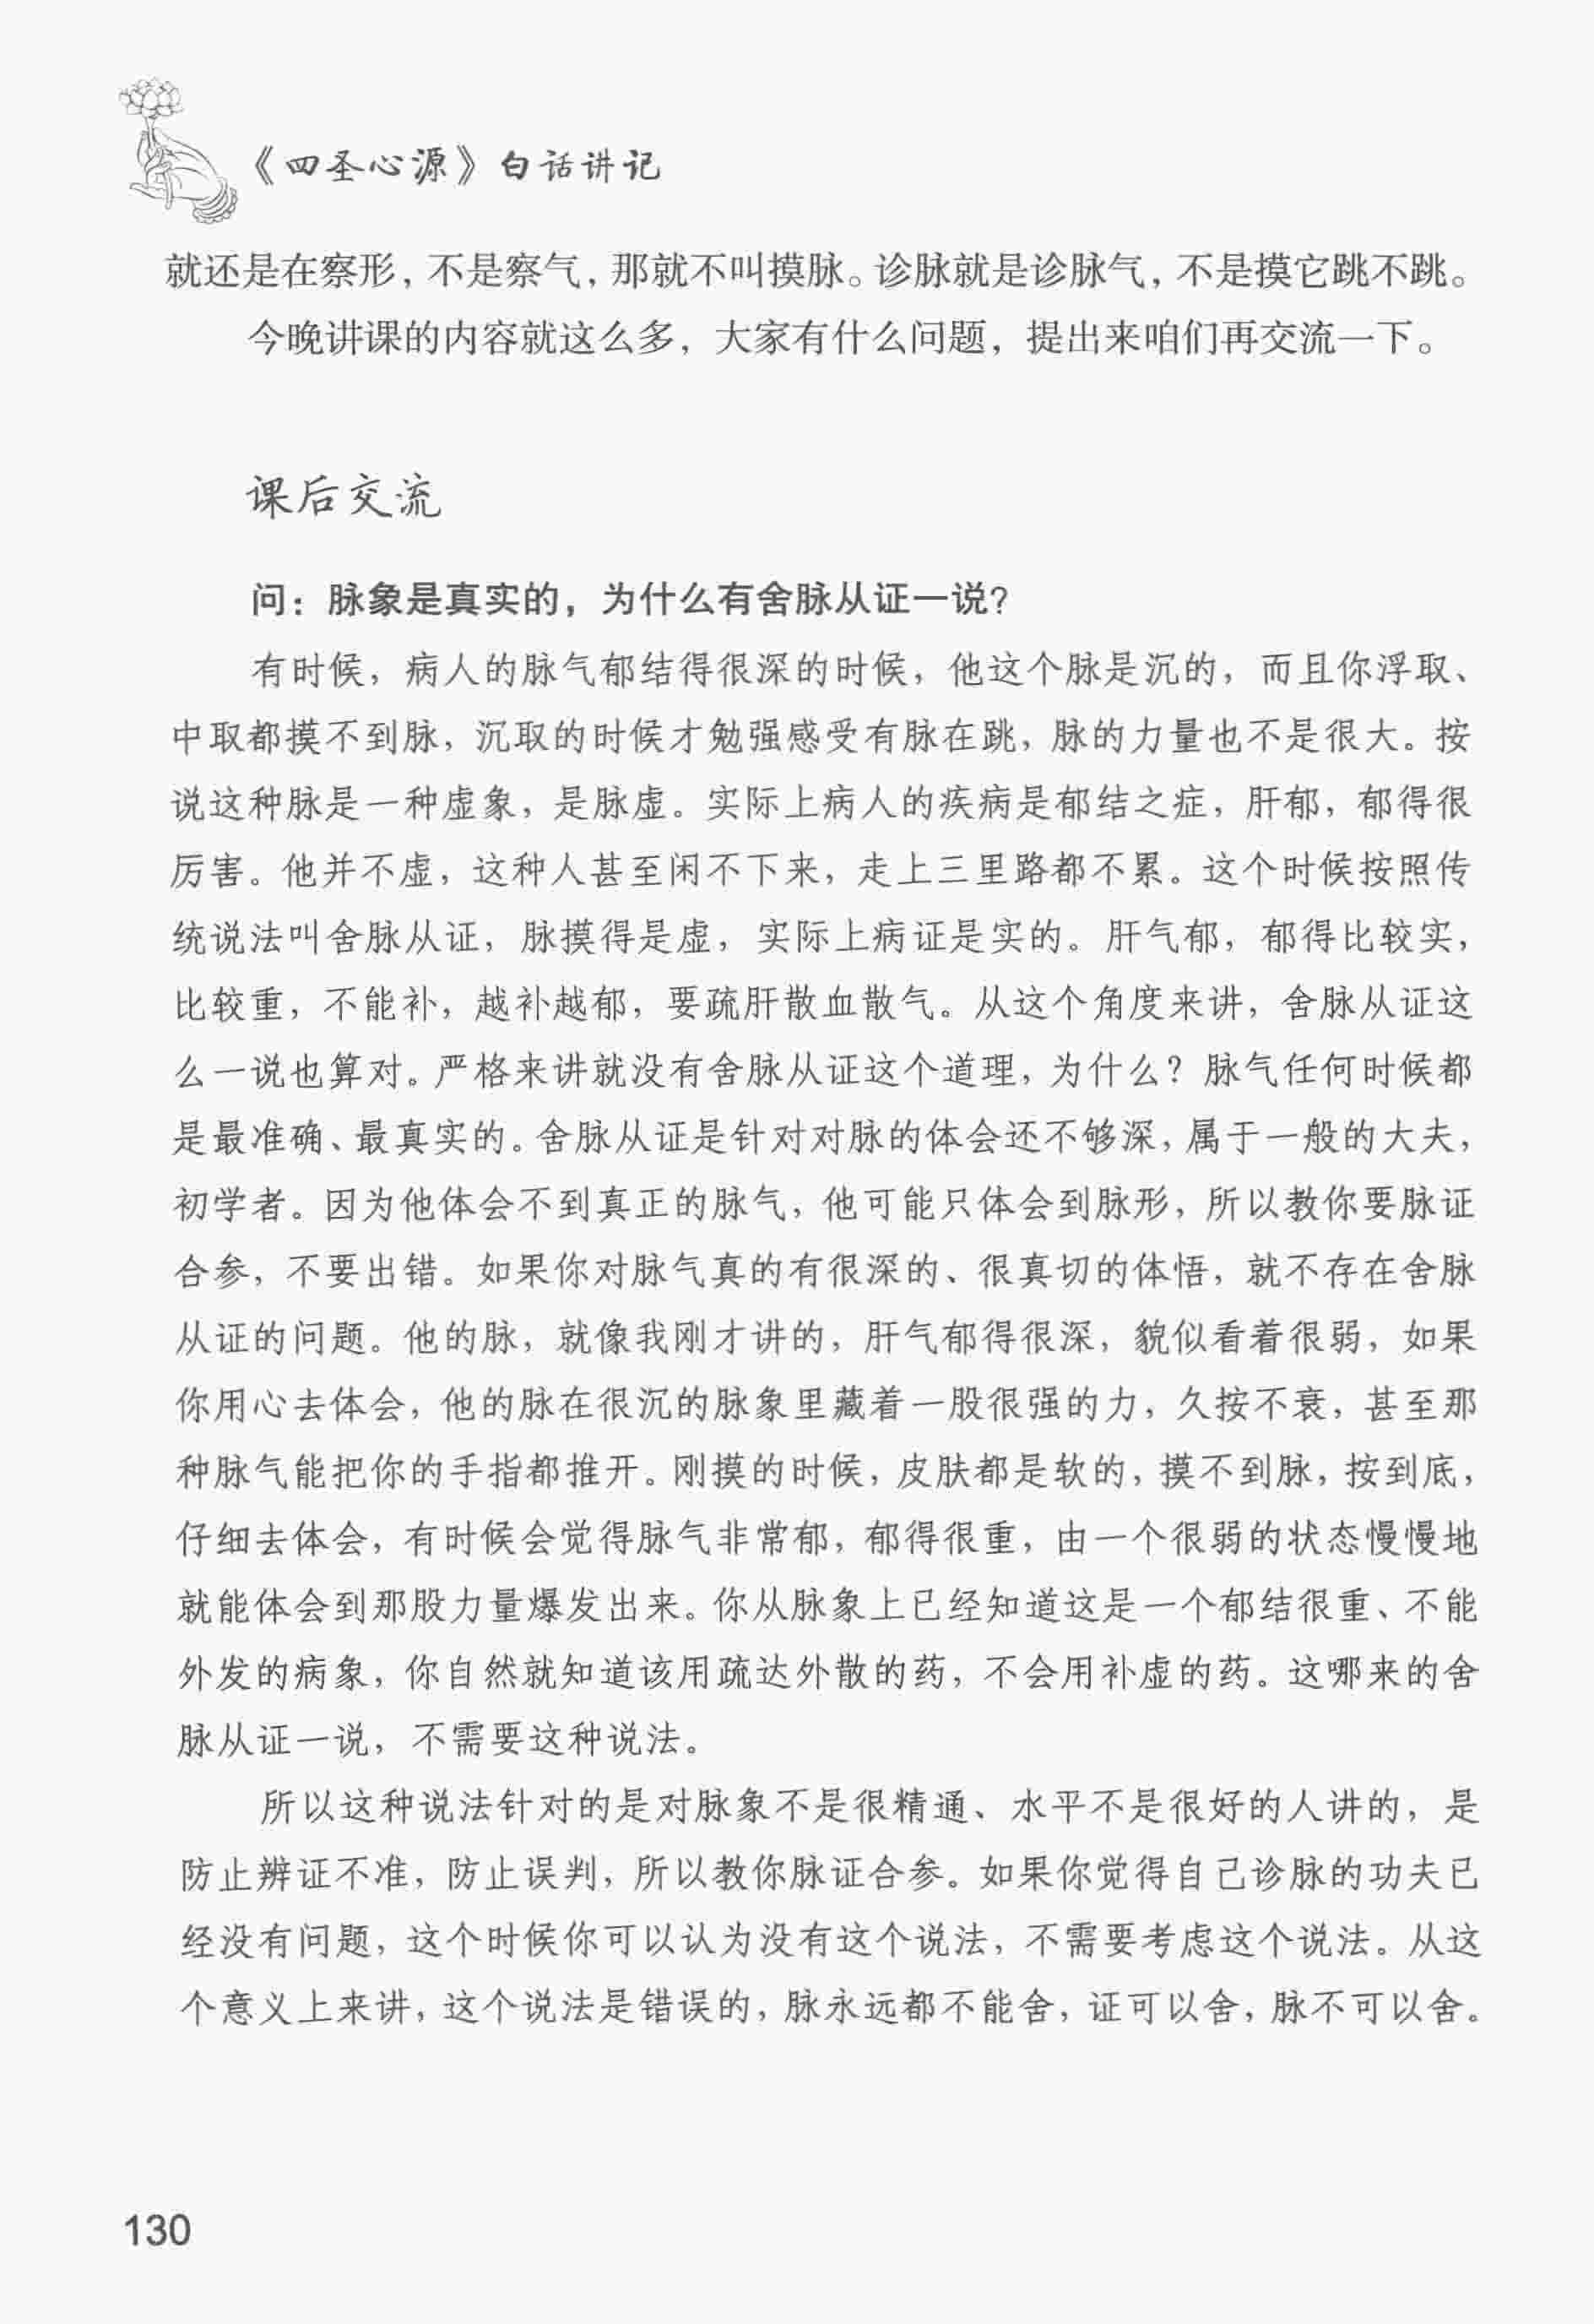 《四圣心源》白话讲记
就还是在察形，不是察气，那就不叫摸脉。诊脉就是诊脉气，不是摸它跳不跳。
今晚讲课的内容就这么多，大家有什么问题，提出来咱们再交流一下。
课后交流
问：脉象是真实的，为什么有舍脉从证一说？
有时候，病人的脉气郁结得很深的时候，他这个脉是沉的，而且你浮取、
中取都摸不到脉，沉取的时候才勉强感受有脉在跳，脉的力量也不是很大。按
说这种脉是一种虚象，是脉虚。实际上病人的疾病是郁结之症，肝郁，郁得很
厉害。他并不虚，这种人甚至闲不下来，走上三里路都不累。这个时候按照传
统说法叫舍脉从证，脉摸得是虚，实际上病证是实的。肝气郁，郁得比较实，
比较重，不能补，越补越郁，要疏肝散血散气。从这个角度来讲，舍脉从证这
么一说也算对。严格来讲就没有舍脉从证这个道理，为什么？脉气任何时候都
是最准确、最真实的。舍脉从证是针对对脉的体会还不够深，属于一般的大夫，
初学者。因为他体会不到真正的脉气，他可能只体会到脉形，所以教你要脉证
合参，不要出错。如果你对脉气真的有很深的、很真切的体悟，就不存在舍脉
从证的问题。他的脉，就像我刚才讲的，肝气郁得很深，貌似看着很弱，如果
你用心去体会，他的脉在很沉的脉象里藏着一股很强的力，久按不衰，甚至那
种脉气能把你的手指都推开。刚摸的时候，皮肤都是软的，摸不到脉，按到底，
仔细去体会，有时候会觉得脉气非常郁，郁得很重，由一个很弱的状态慢慢地
就能体会到那股力量爆发出来。你从脉象上已经知道这是一个郁结很重、不能
外发的病象，你自然就知道该用疏达外散的药，不会用补虚的药。这哪来的舍
脉从证一说，不需要这种说法。
所以这种说法针对的是对脉象不是很精通、水平不是很好的人讲的，是
防止辨证不准，防止误判，所以教你脉证合参。如果你觉得自己诊脉的功夫已
经没有问题，这个时候你可以认为没有这个说法，不需要考虑这个说法。从这
个意义上来讲，这个说法是错误的，脉永远都不能舍，证可以舍，脉不可以舍。
130